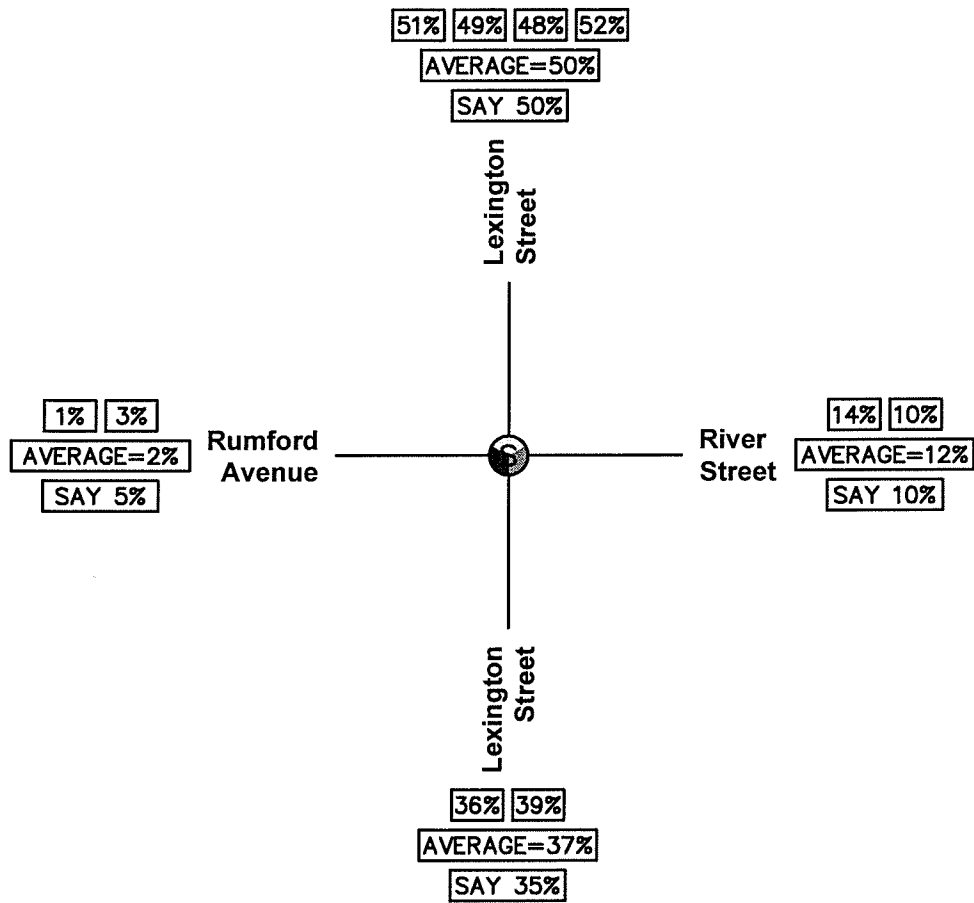 51% 49% 48% 52%
AVERAGE=50%
SAY 50%
Lexington
Street
1% 3%
AVERAGE=2%
SAY 5%
Rumford
Avenue
S
River
Street
14% 10%
AVERAGE=12%
SAY 10%
Lexington
Street
36% 39%
AVERAGE=37%
SAY 35%